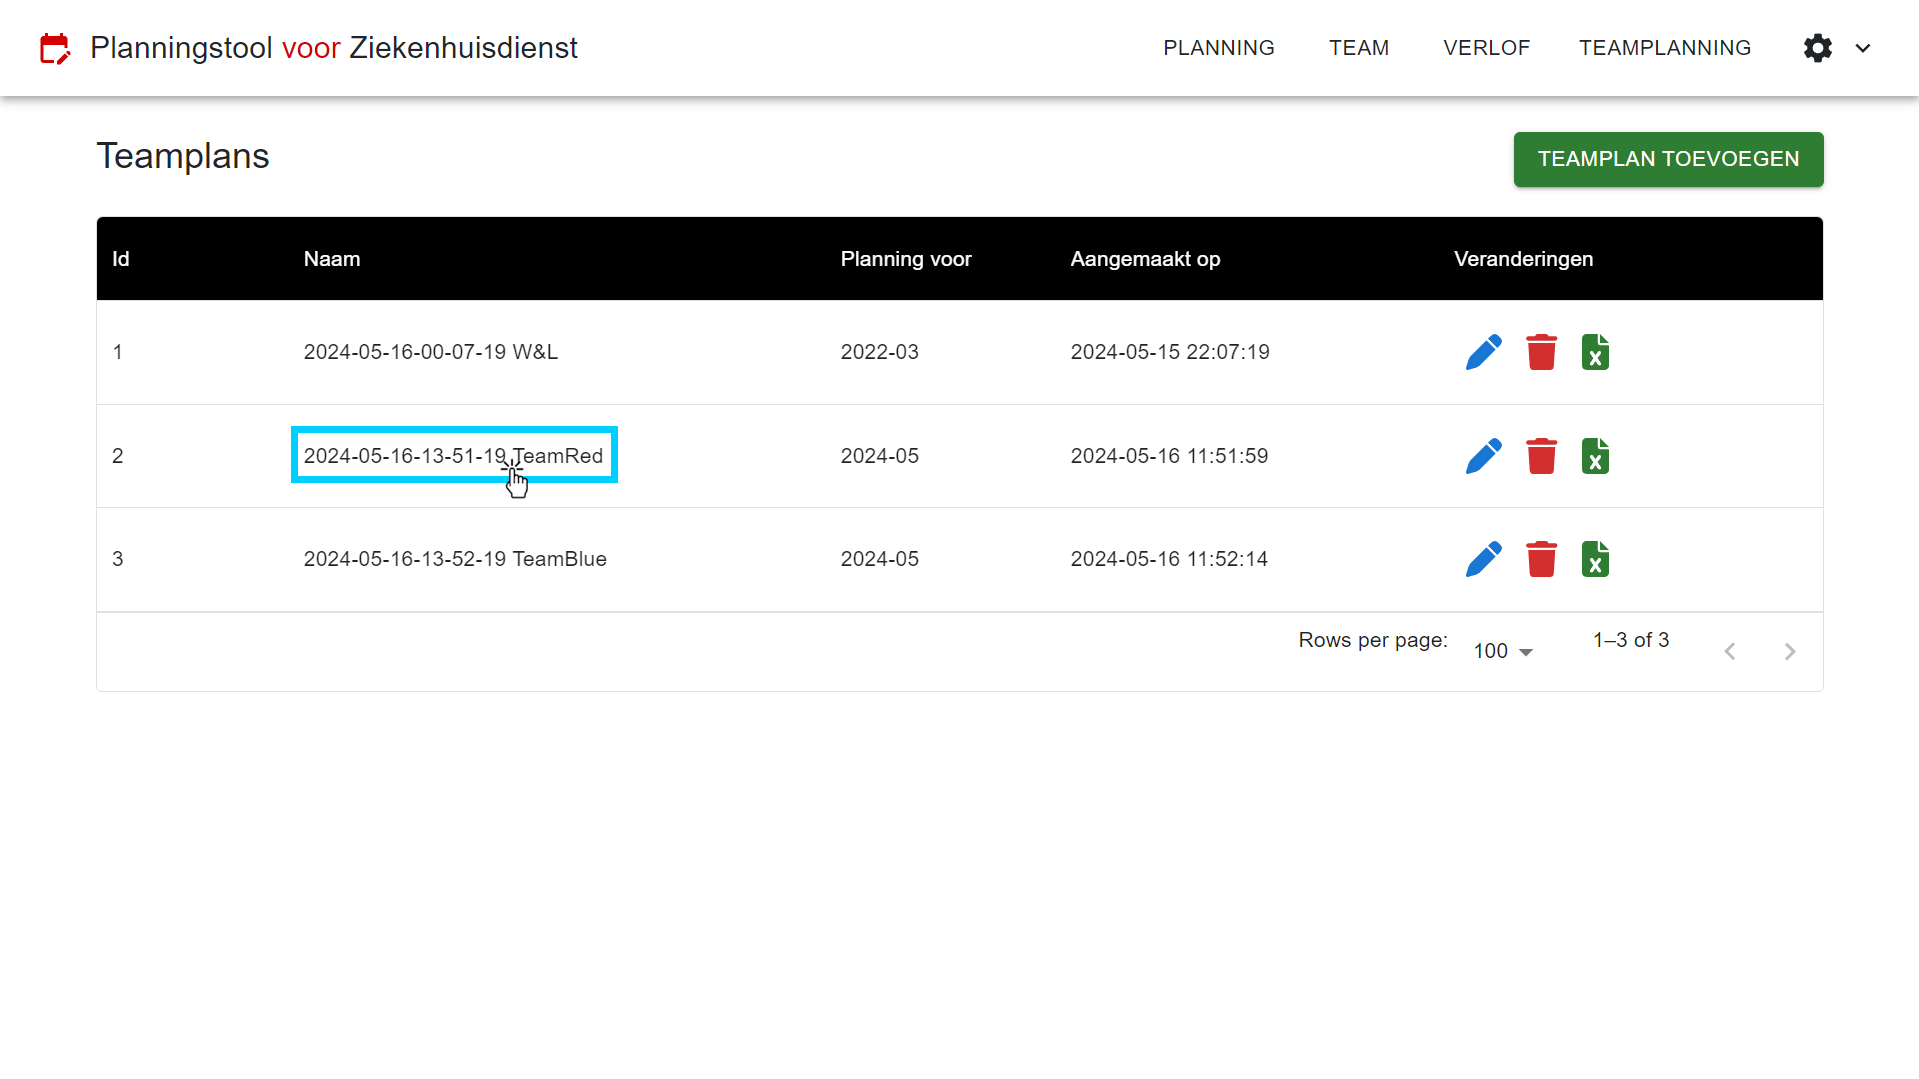 Planningstool voor Ziekenhuisdienst
PLANNING TEAM VERLOF TEAMPLANNING
Teamplans
TEAMPLAN TOEVOEGEN
Id Naam Planning voor Aangemaakt op Veranderingen
1 2024-05-16-00-07-19 W&L 2022-03 2024-05-15 22:07:19
2 2024-05-16-13-51-19 TeamRed 2024-05 2024-05-16 11:51:59
3 2024-05-16-13-52-19 TeamBlue 2024-05 2024-05-16 11:52:14
Rows per page: 100 1–3 of 3